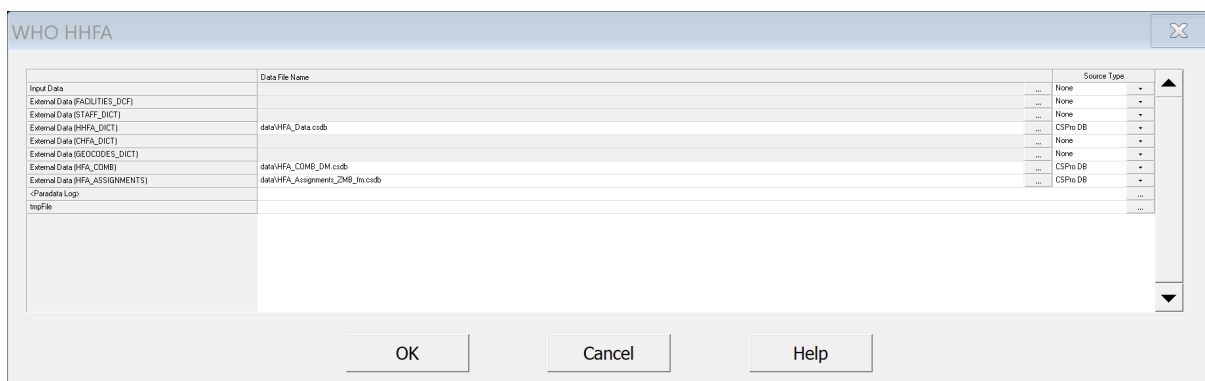 WHO HHFA
Data File Name Source Type
Input Data ... None
External Data (FACILITIES_DCF) ... None
External Data (STAFF_DICT) ... None
External Data (HHFA_DICT) data\HFA_Data.csdb ... CSPro DB
External Data (CHFA_DICT) ... None
External Data (GEOCODES_DICT) ... None
External Data (HFA_COMB) data\HFA_COMB_DM.csdb ... CSPro DB
External Data (HFA_ASSIGNMENTS) data\HFA_Assignments_ZMB_fm.csdb ... CSPro DB
<Paradata Log> ...
tmpFile ...
OK Cancel Help